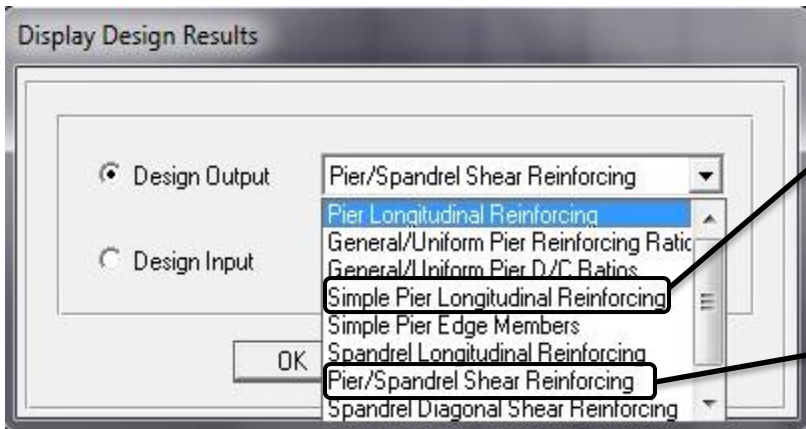 Display Design Results
Design Output
Pier/Spandrel Shear Reinforcing
Pier Longitudinal Reinforcing
General/Uniform Pier Reinforcing Ratic
Design Input
General/Uniform Pier D/C Ratios
Simple Pier Longitudinal Reinforcing
Simple Pier Edge Members
OK
Spandrel Longitudinal Reinforcing
Pier/Spandrel Shear Reinforcing
Spandrel Diagonal Shear Reinforcing